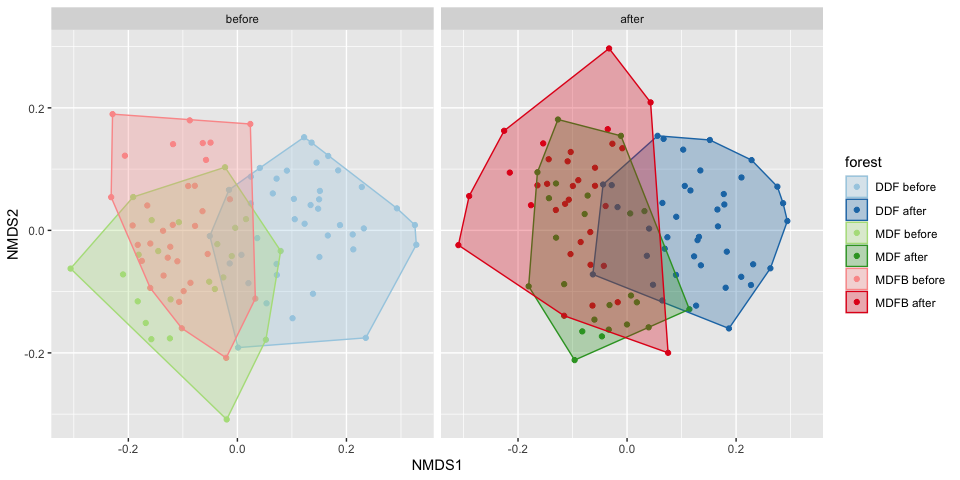 before after
0.2
0.0
-0.2
NMDS2
-0.2 0.0 0.2 -0.2 0.0 0.2
NMDS1
forest
DDF before
DDF after
MDF before
MDF after
MDFB before
MDFB after